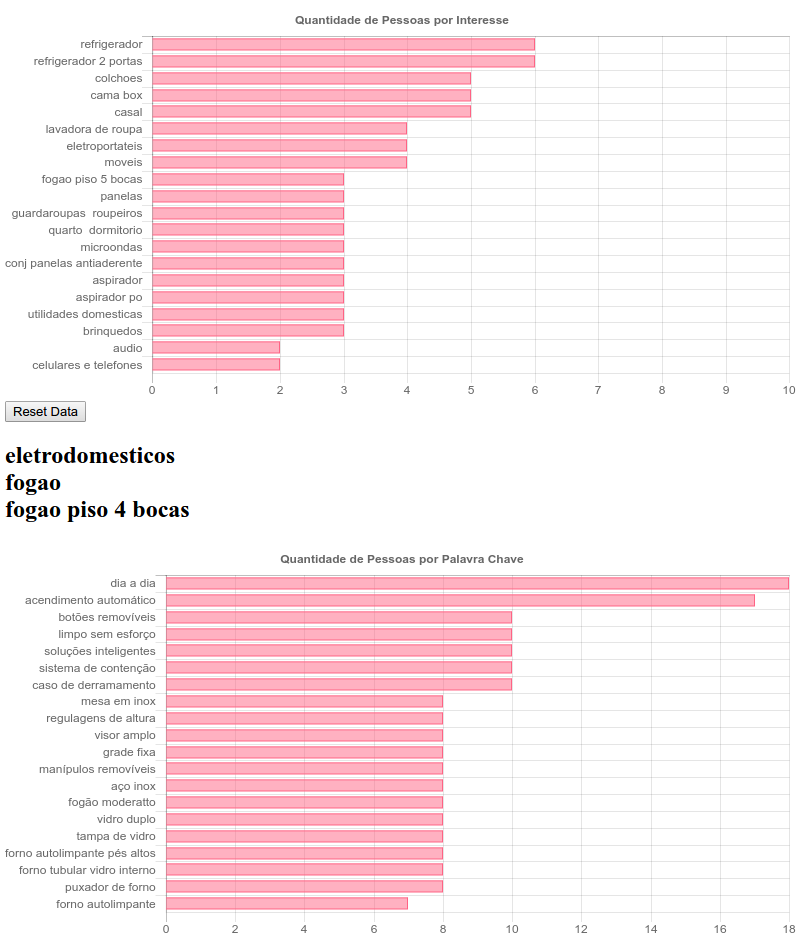 Quantidade de Pessoas por Interesse
refrigerador
refrigerador 2 portas
colchoes
cama box
casal
lavadora de roupa
eletroportateis
moveis
fogao piso 5 bocas
panelas
guardaroupas  roupeiros
quarto  dormitorio
microondas
conj panelas antiaderente
aspirador
aspirador po
utilidades domesticas
brinquedos
audio
celulares e telefones
0 1 2 3 4 5 6 7 8 9 10
Reset Data
eletrodomesticos
fogao
fogao piso 4 bocas
Quantidade de Pessoas por Palavra Chave
dia a dia
acendimento automático
botões removíveis
limpo sem esforço
soluções inteligentes
sistema de contenção
caso de derramamento
mesa em inox
regulagens de altura
visor amplo
grade fixa
manípulos removíveis
aço inox
fogão moderatto
vidro duplo
tampa de vidro
forno autolimpante pés altos
forno tubular vidro interno
puxador de forno
forno autolimpante
0 2 4 6 8 10 12 14 16 18